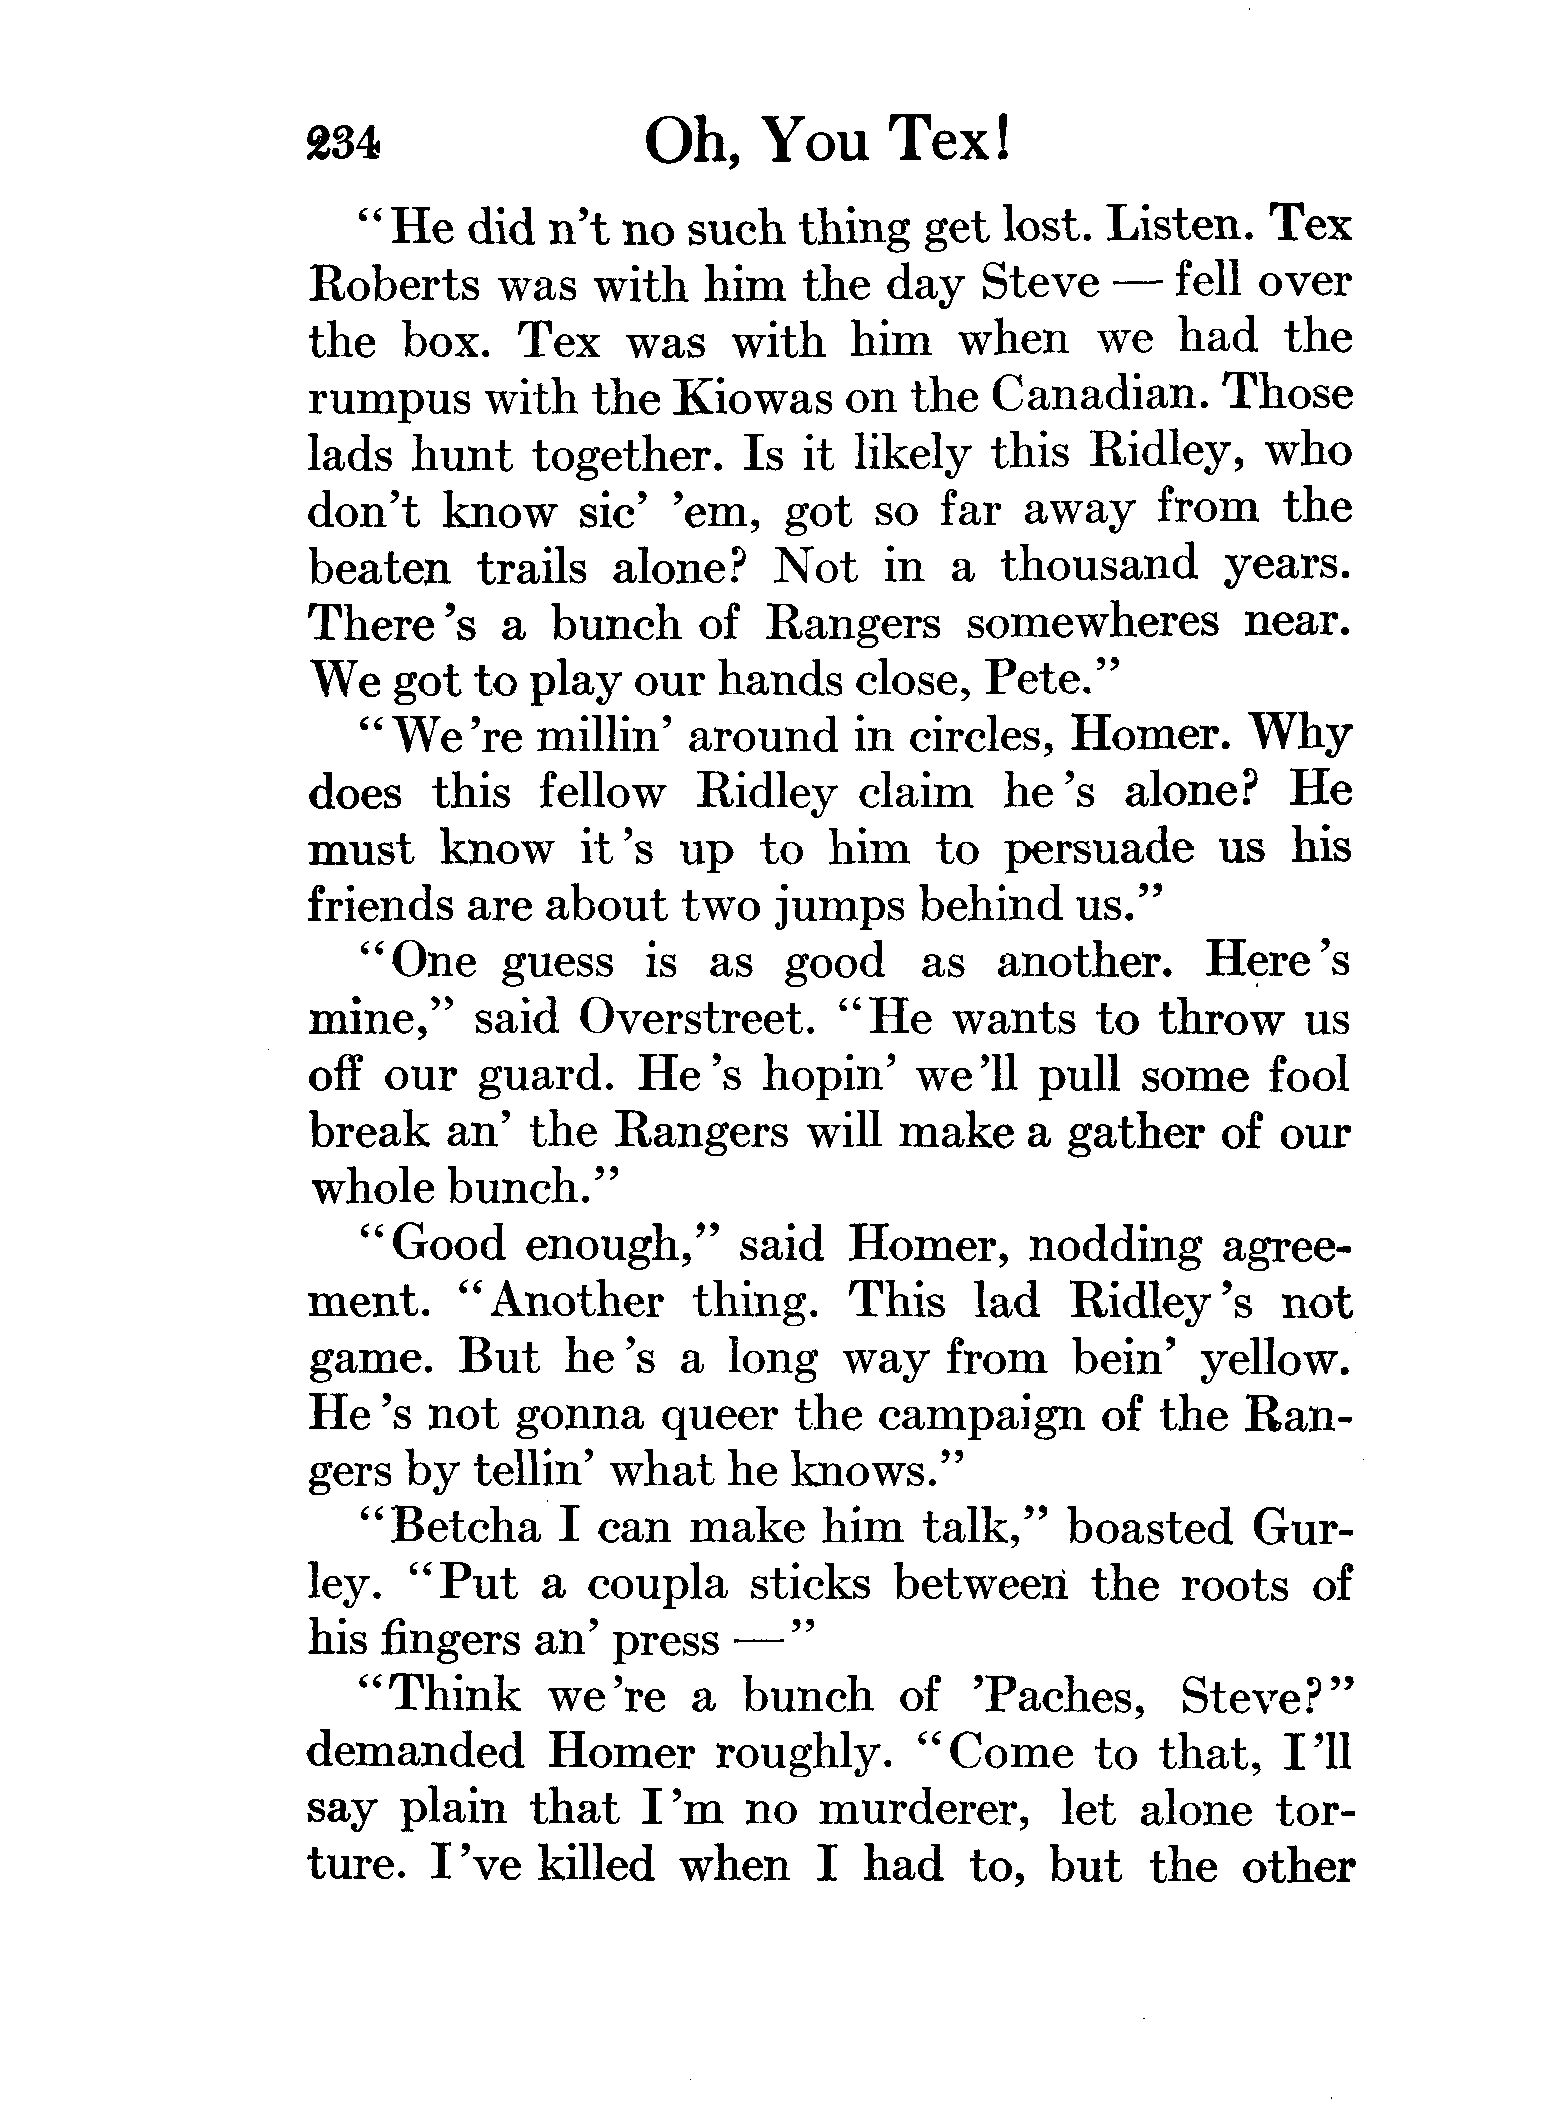 234 Oh, You Tex!
"He did n't no such thing get lost. Listen. Tex
Roberts was with him the day Steve — fell over
the box. Tex was with him when we had the
rumpus with the Kiowas on the Canadian. Those
lads hunt together. Is it likely this Ridley, who
don't know sic' 'em, got so far away from the
beaten trails alone? Not in a thousand years.
There 's a bunch of Rangers somewheres near.
We got to play our hands close, Pete."
"We 're millin' around in circles, Homer. Why
does this fellow Ridley claim he 's alone? He
must know it 's up to him to persuade us his
friends are about two jumps behind us."
"One guess is as good as another. Here 's
mine," said Overstreet. "He wants to throw us
off our guard. He 's hopin' we 'll pull some fool
break an' the Rangers will make a gather of our
whole bunch."
"Good enough," said Homer, nodding agree-
ment. "Another thing. This lad Ridley 's not
game. But he 's a long way from bein' yellow.
He 's not gonna queer the campaign of the Ran-
gers by tellin' what he knows."
"Betcha I can make him talk," boasted Gur-
ley. "Put a coupla sticks between the roots of
his fingers an' press —"
"Think we 're a bunch of 'Paches, Steve?"
demanded Homer roughly. "Come to that, I 'll
say plain that I 'm no murderer, let alone tor-
ture. I 've killed when I had to, but the other